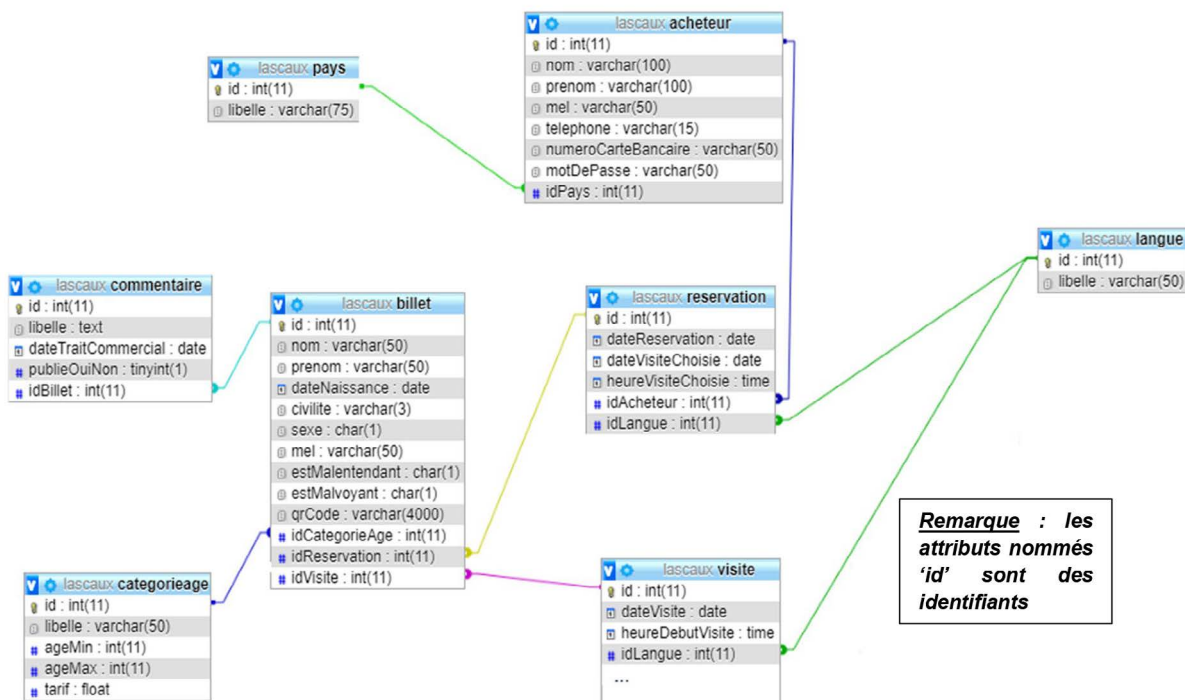 lascaux acheteur
id : int(11)
nom : varchar(100)
prenom : varchar(100)
mel : varchar(50)
telephone : varchar(15)
numeroCarteBancaire : varchar(50)
motDePasse : varchar(50)
idPays : int(11)
lascaux pays
id : int(11)
libelle : varchar(75)
lascaux langue
id : int(11)
libelle : varchar(50)
lascaux commentaire
id : int(11)
libelle : text
dateTraitCommercial : date
publieOuiNon : tinyint(1)
idBillet : int(11)
lascaux billet
id : int(11)
nom : varchar(50)
prenom : varchar(50)
dateNaissance : date
civilite : varchar(3)
sexe : char(1)
mel : varchar(50)
estMalentendant : char(1)
estMalvoyant : char(1)
qrCode : varchar(4000)
idCategorieAge : int(11)
idReservation : int(11)
idVisite : int(11)
lascaux reservation
id : int(11)
dateReservation : date
dateVisiteChoisie : date
heureVisiteChoisie : time
idAcheteur : int(11)
idLangue : int(11)
lascaux categorieage
id : int(11)
libelle : varchar(50)
ageMin : int(11)
ageMax : int(11)
tarif : float
lascaux visite
id : int(11)
dateVisite : date
heureDebutVisite : time
idLangue : int(11)
...
Remarque : les
attributs nommés
‘id’ sont des
identifiants